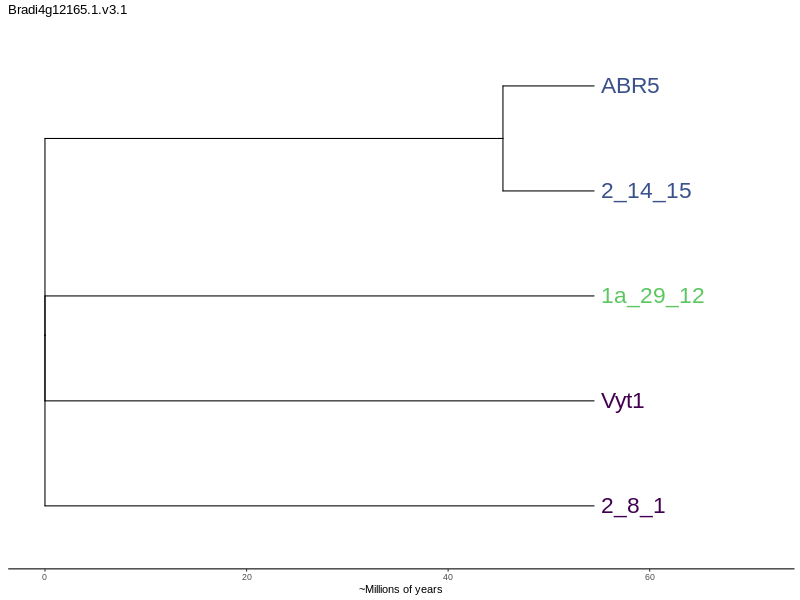 Bradi4g12165.1.v3.1
ABR5
2_14_15
1a_29_12
Vyt1
2_8_1
0 20 40 60
~Millions of years